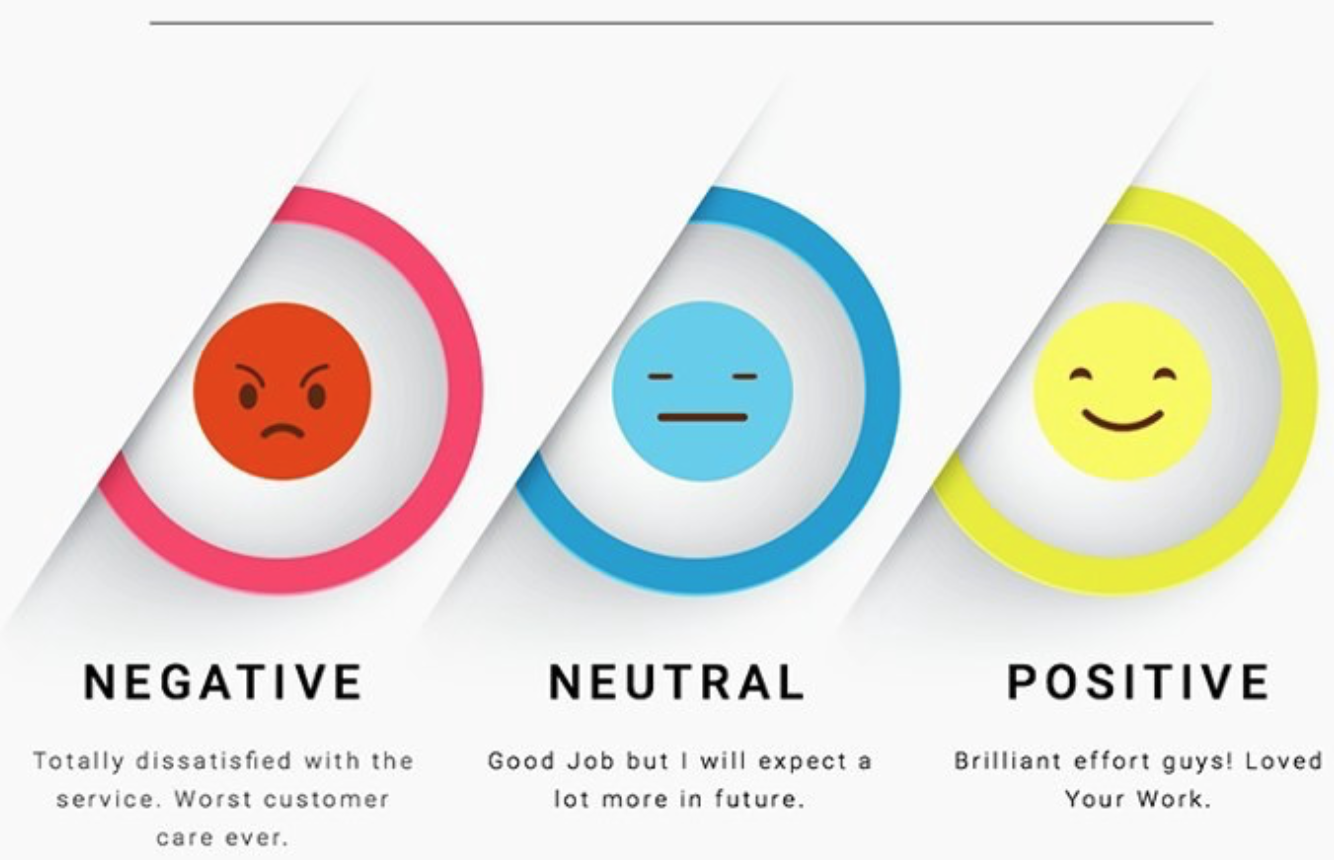 NEGATIVE
Totally dissatisfied with the
service. Worst customer
care ever.
NEUTRAL
Good Job but I will expect a
lot more in future.
POSITIVE
Brilliant effort guys! Loved
Your Work.